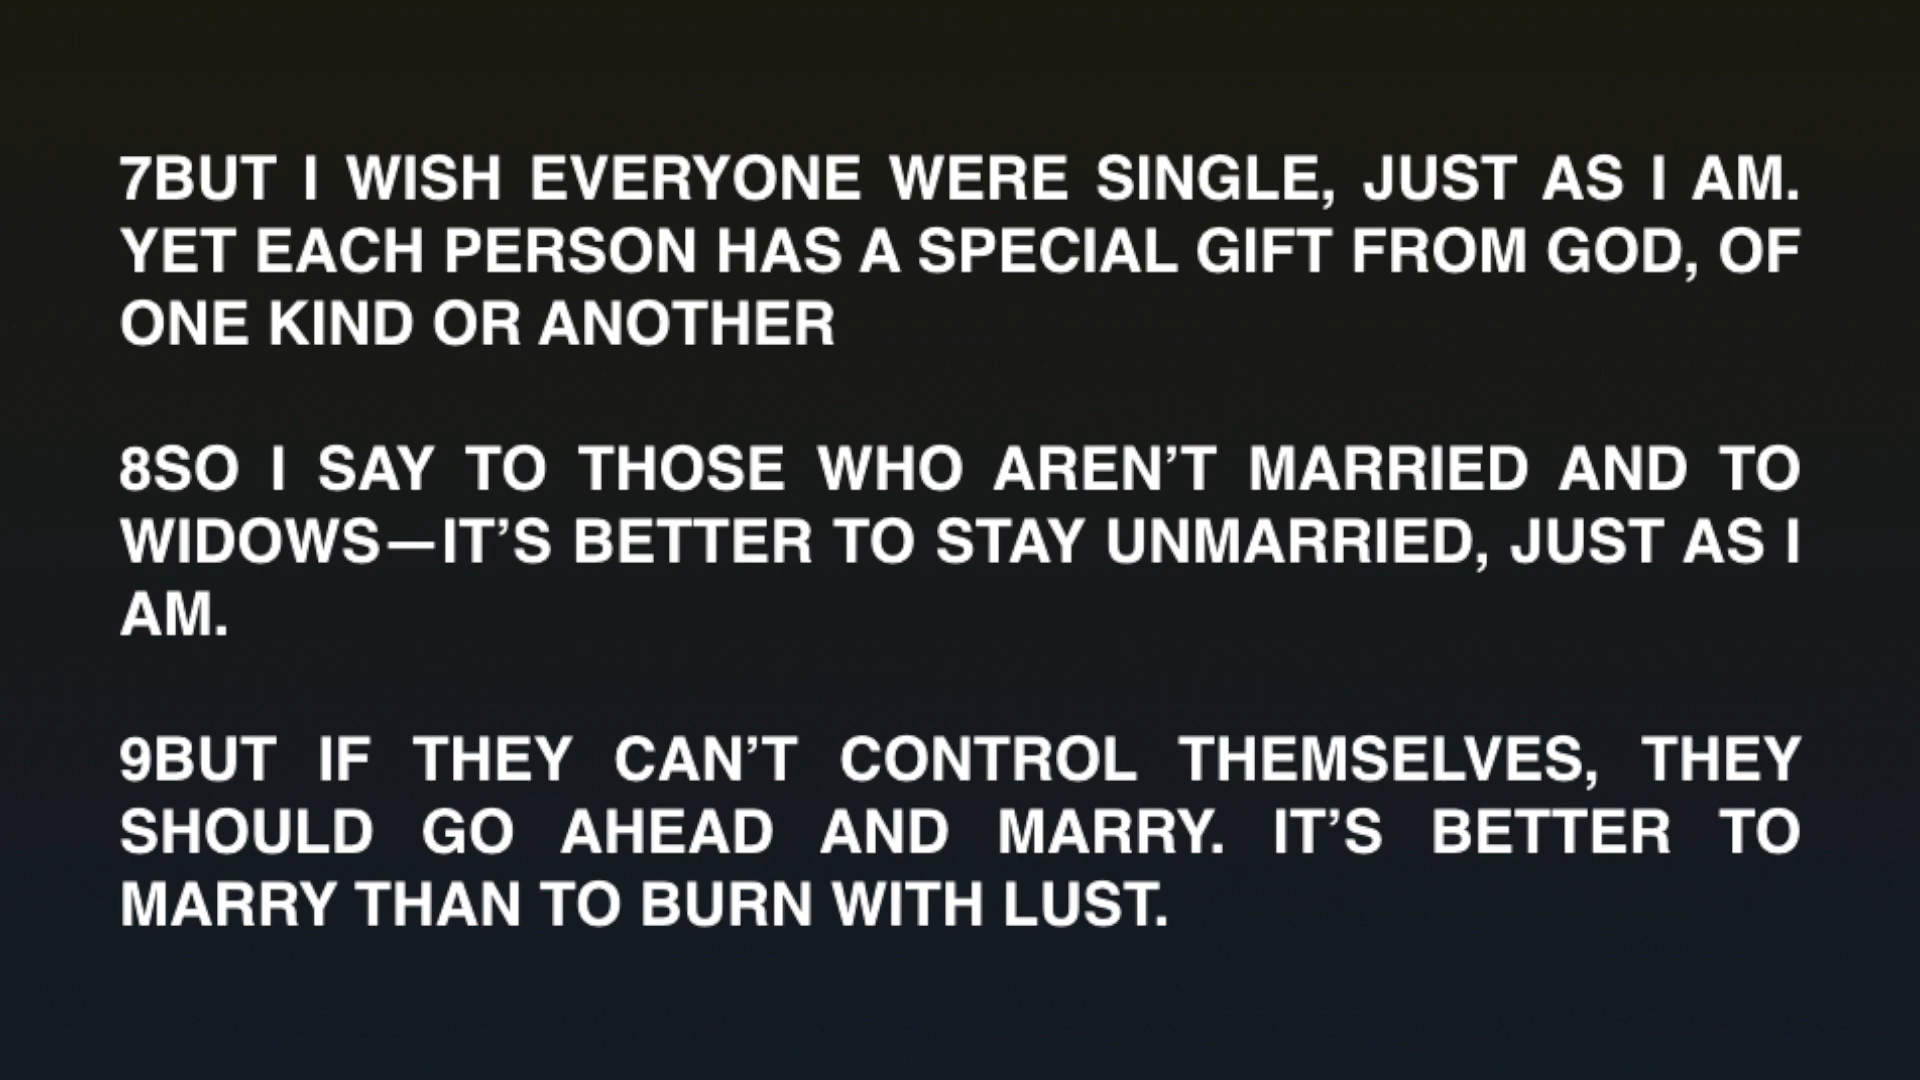 7BUT I WISH EVERYONE WERE SINGLE, JUST AS I AM.
YET EACH PERSON HAS A SPECIAL GIFT FROM GOD, OF
ONE KIND OR ANOTHER
8SO I SAY TO THOSE WHO AREN’T MARRIED AND TO
WIDOWS—IT’S BETTER TO STAY UNMARRIED, JUST AS I
AM.
9BUT IF THEY CAN’T CONTROL THEMSELVES, THEY
SHOULD GO AHEAD AND MARRY. IT’S BETTER TO
MARRY THAN TO BURN WITH LUST.